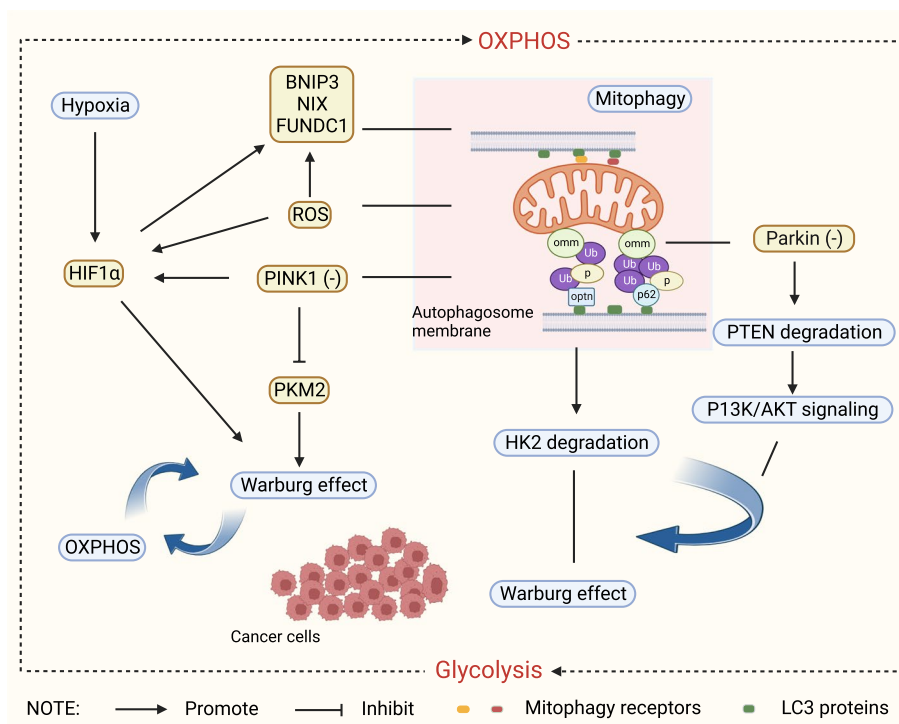 OXPHOS
BNIP3
NIX
FUNDC1
Hypoxia
Mitophagy
ROS
Parkin (-)
HIF1α
PINK1 (-)
omm
omm
Ub
Ub
Ub
Ub
Ub
p
p
optn
p62
Autophagosome
membrane
PTEN degradation
PKM2
P13K/AKT signaling
HK2 degradation
Warburg effect
OXPHOS
Warburg effect
Cancer cells
Glycolysis
NOTE: Promote Inhibit Mitophagy receptors LC3 proteins